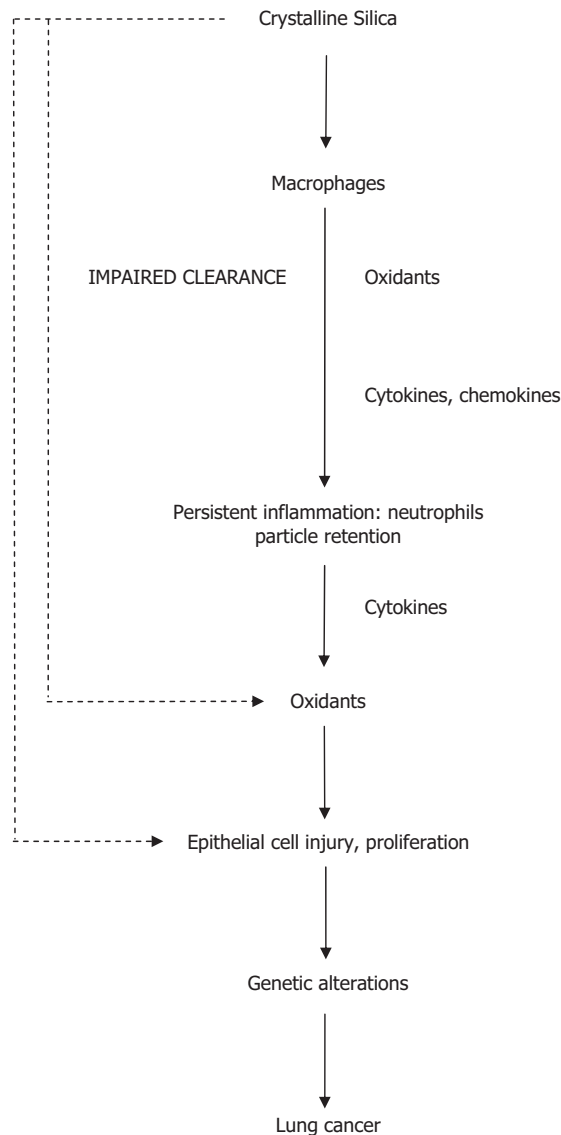 Crystalline Silica
Macrophages
IMPAIRED CLEARANCE
Oxidants
Cytokines, chemokines
Persistent inflammation: neutrophils
particle retention
Cytokines
Oxidants
Epithelial cell injury, proliferation
Genetic alterations
Lung cancer